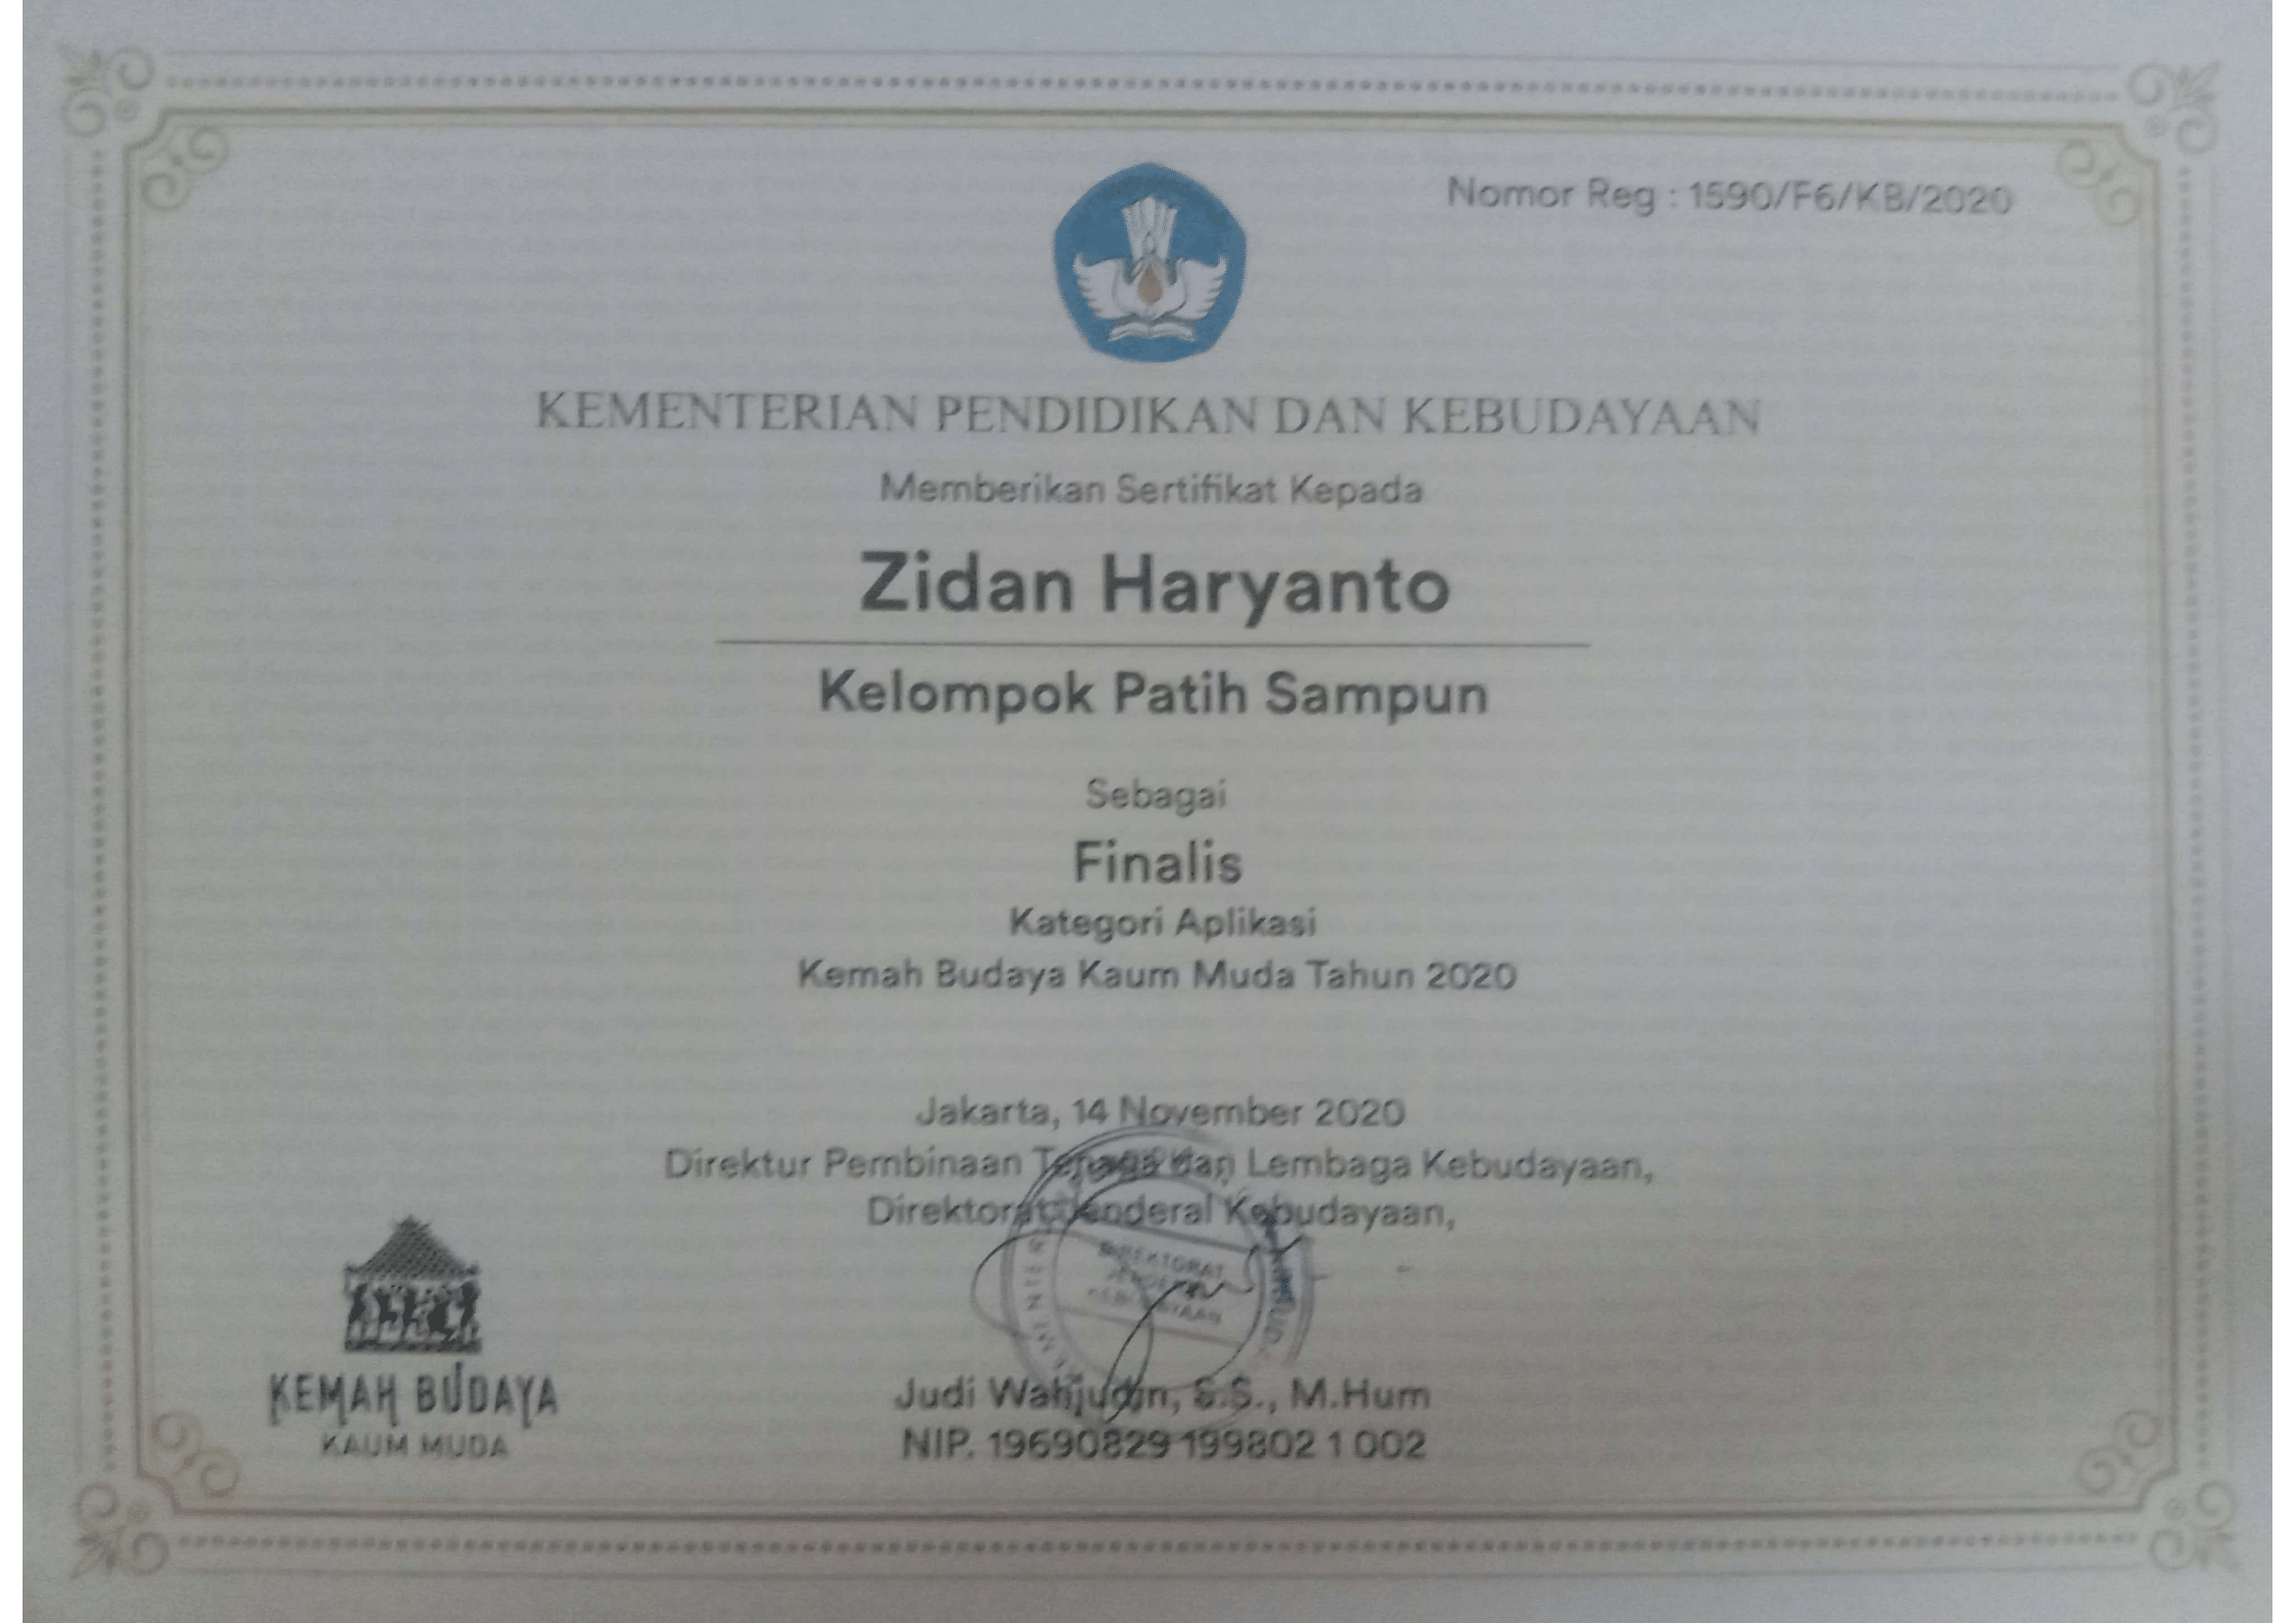 Nomor Reg : 1590/F6/KB/2020
KEMENTERIAN PENDIDIKAN DAN KEBUDAYAAN
Memberikan Sertifikat Kepada
Zidan Haryanto
Kelompok Patih Sampun
Sebagai
Finalis
Kategori Aplikasi
Kemah Budaya Kaum Muda Tahun 2020
Jakarta, 14 November 2020
Direktur Pembinaan Tenaga dan Lembaga Kebudayaan,
Direktorat Jenderal Kebudayaan,
DIREKTORAT
JENDERAL
KEBUDAYAAN
Judi Wahjudin, S.S., M.Hum
NIP. 19690829 199802 1 002
KEMAH BUDAYA
KAUM MUDA